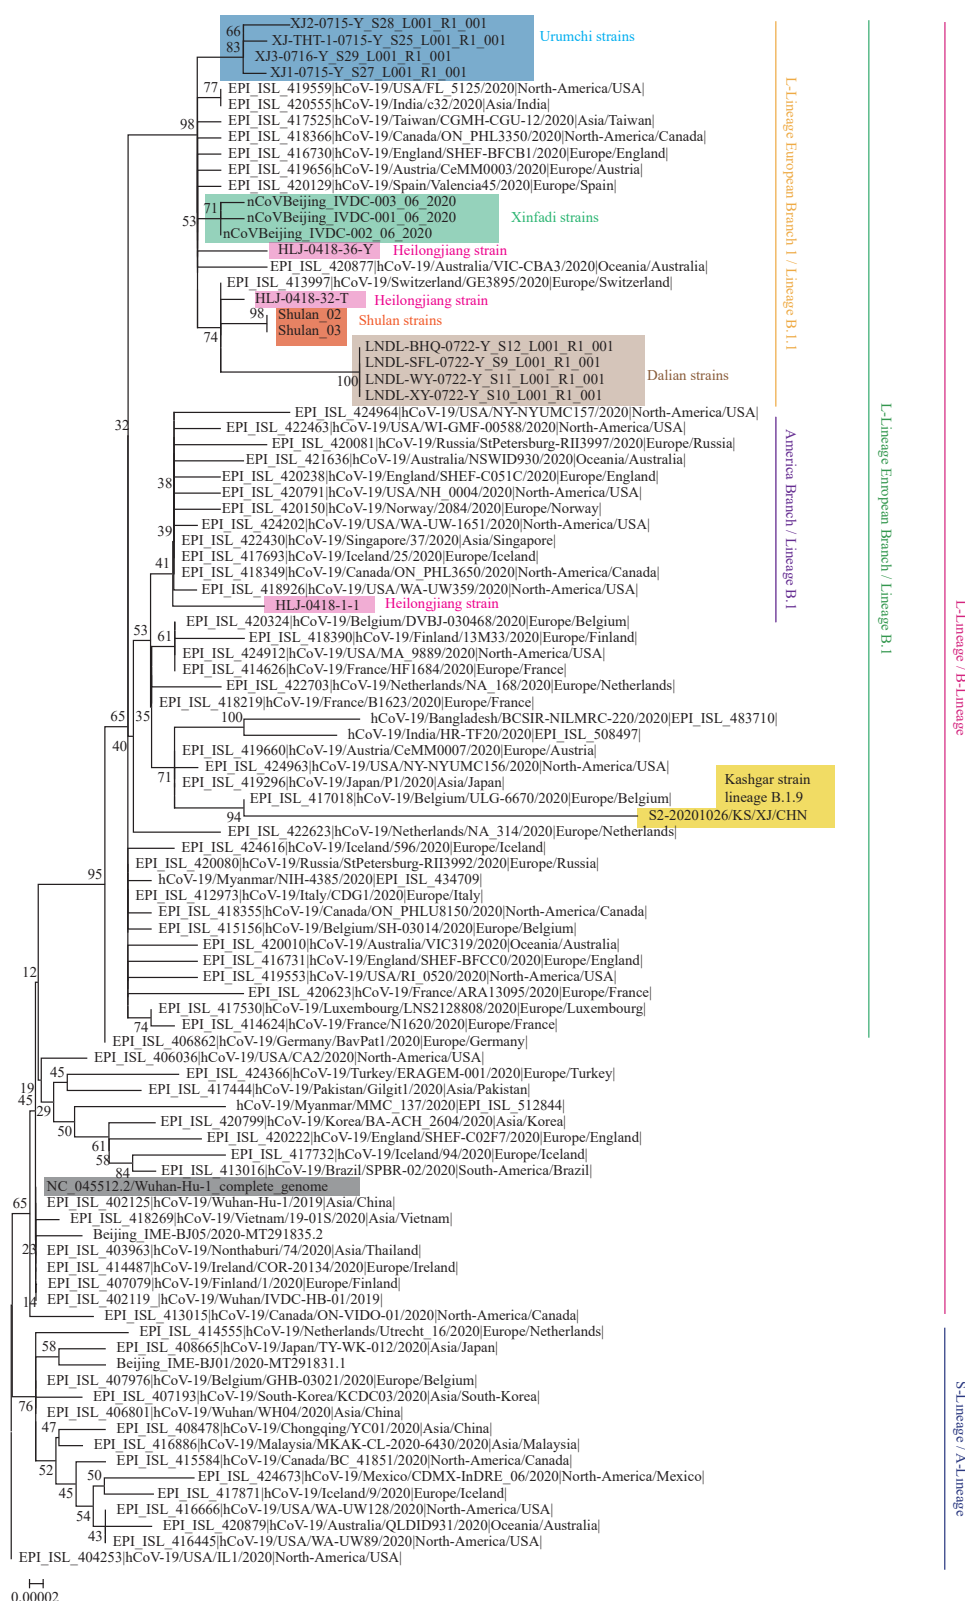 XJ2-0715-Y_S28_L001_R1_001
66
XJ-THT-1-0715-Y_S25_L001_R1_001
Urumchi strains
83
XJ3-0716-Y_S29_L001_R1_001
XJ1-0715-Y_S27_L001_R1_001
77
EPI_ISL_419559|hCoV-19/USA/FL_5125/2020|North-America/USA|
EPI_ISL_420555|hCoV-19/India/c32/2020|Asia/India|
98
EPI_ISL_417525|hCoV-19/Taiwan/CGMH-CGU-12/2020|Asia/Taiwan|
EPI_ISL_418366|hCoV-19/Canada/ON_PHL3350/2020|North-America/Canada|
EPI_ISL_416730|hCoV-19/England/SHEF-BFCB1/2020|Europe/England|
EPI_ISL_419656|hCoV-19/Austria/CeMM0003/2020|Europe/Austria|
EPI_ISL_420129|hCoV-19/Spain/Valencia45/2020|Europe/Spain|
71
nCoVBeijing_IVDC-003_06_2020
53
nCoVBeijing_IVDC-001_06_2020
Xinfadi strains
nCoVBeijing_IVDC-002_06_2020
HLJ-0418-36-Y
Heilongjiang strain
EPI_ISL_420877|hCoV-19/Australia/VIC-CBA3/2020|Oceania/Australia|
EPI_ISL_413997|hCoV-19/Switzerland/GE3895/2020|Europe/Switzerland|
HLJ-0418-32-T
Heilongjiang strain
98
Shulan_02
Shulan strains
Shulan_03
74
LNDL-BHQ-0722-Y_S12_L001_R1_001
LNDL-SFL-0722-Y_S9_L001_R1_001
Dalian strains
100
LNDL-WY-0722-Y_S11_L001_R1_001
LNDL-XY-0722-Y_S10_L001_R1_001
L-Lineage European Branch 1 / Lineage B.1.1
32
EPI_ISL_424964|hCoV-19/USA/NY-NYUMC157/2020|North-America/USA|
EPI_ISL_422463|hCoV-19/USA/WI-GMF-00588/2020|North-America/USA|
EPI_ISL_420081|hCoV-19/Russia/StPetersburg-RII3997/2020|Europe/Russia|
EPI_ISL_421636|hCoV-19/Australia/NSWID930/2020|Oceania/Australia|
38
EPI_ISL_420238|hCoV-19/England/SHEF-C051C/2020|Europe/England|
EPI_ISL_420791|hCoV-19/USA/NH_0004/2020|North-America/USA|
EPI_ISL_420150|hCoV-19/Norway/2084/2020|Europe/Norway|
39
EPI_ISL_424202|hCoV-19/USA/WA-UW-1651/2020|North-America/USA|
EPI_ISL_422430|hCoV-19/Singapore/37/2020|Asia/Singapore|
41
EPI_ISL_417693|hCoV-19/Iceland/25/2020|Europe/Iceland|
EPI_ISL_418349|hCoV-19/Canada/ON_PHL3650/2020|North-America/Canada|
EPI_ISL_418926|hCoV-19/USA/WA-UW359/2020|North-America/USA|
HLJ-0418-1-1
Heilongjiang strain
America Branch / Lineage B.1
53
EPI_ISL_420324|hCoV-19/Belgium/DVBJ-030468/2020|Europe/Belgium|
61
EPI_ISL_418390|hCoV-19/Finland/13M33/2020|Europe/Finland|
EPI_ISL_424912|hCoV-19/USA/MA_9889/2020|North-America/USA|
EPI_ISL_414626|hCoV-19/France/HF1684/2020|Europe/France|
EPI_ISL_422703|hCoV-19/Netherlands/NA_168/2020|Europe/Netherlands|
EPI_ISL_418219|hCoV-19/France/B1623/2020|Europe/France|
65
35
100
hCoV-19/Bangladesh/BCSIR-NILMRC-220/2020|EPI_ISL_483710|
hCoV-19/India/HR-TF20/2020|EPI_ISL_508497|
40
EPI_ISL_419660|hCoV-19/Austria/CeMM0007/2020|Europe/Austria|
EPI_ISL_424963|hCoV-19/USA/NY-NYUMC156/2020|North-America/USA|
71
EPI_ISL_419296|hCoV-19/Japan/P1/2020|Asia/Japan|
Kashgar strain
lineage B.1.9
EPI_ISL_417018|hCoV-19/Belgium/ULG-6670/2020|Europe/Belgium|
94
S2-20201026/KS/XJ/CHN
EPI_ISL_422623|hCoV-19/Netherlands/NA_314/2020|Europe/Netherlands|
EPI_ISL_424616|hCoV-19/Iceland/596/2020|Europe/Iceland|
EPI_ISL_420080|hCoV-19/Russia/StPetersburg-RII3992/2020|Europe/Russia|
95
hCoV-19/Myanmar/NIH-4385/2020|EPI_ISL_434709|
EPI_ISL_412973|hCoV-19/Italy/CDG1/2020|Europe/Italy|
EPI_ISL_418355|hCoV-19/Canada/ON_PHLU8150/2020|North-America/Canada|
EPI_ISL_415156|hCoV-19/Belgium/SH-03014/2020|Europe/Belgium|
EPI_ISL_420010|hCoV-19/Australia/VIC319/2020|Oceania/Australia|
EPI_ISL_416731|hCoV-19/England/SHEF-BFCC0/2020|Europe/England|
12
EPI_ISL_419553|hCoV-19/USA/RI_0520/2020|North-America/USA|
EPI_ISL_420623|hCoV-19/France/ARA13095/2020|Europe/France|
EPI_ISL_417530|hCoV-19/Luxembourg/LNS2128808/2020|Europe/Luxembourg|
74
EPI_ISL_414624|hCoV-19/France/N1620/2020|Europe/France|
EPI_ISL_406862|hCoV-19/Germany/BavPat1/2020|Europe/Germany|
L-Lineage Enropean Branch / Lineage B.1
EPI_ISL_406036|hCoV-19/USA/CA2/2020|North-America/USA|
45
EPI_ISL_424366|hCoV-19/Turkey/ERAGEM-001/2020|Europe/Turkey|
19
EPI_ISL_417444|hCoV-19/Pakistan/Gilgit1/2020|Asia/Pakistan|
45
29
hCoV-19/Myanmar/MMC_137/2020|EPI_ISL_512844|
50
EPI_ISL_420799|hCoV-19/Korea/BA-ACH_2604/2020|Asia/Korea|
61
EPI_ISL_420222|hCoV-19/England/SHEF-C02F7/2020|Europe/England|
58
EPI_ISL_417732|hCoV-19/Iceland/94/2020|Europe/Iceland|
84
EPI_ISL_413016|hCoV-19/Brazil/SPBR-02/2020|South-America/Brazil|
NC_045512.2/Wuhan-Hu-1_complete_genome
65
EPI_ISL_402125|hCoV-19/Wuhan-Hu-1/2019|Asia/China|
EPI_ISL_418269|hCoV-19/Vietnam/19-01S/2020|Asia/Vietnam|
Beijing_IME-BJ05/2020-MT291835.2
23
EPI_ISL_403963|hCoV-19/Nonthaburi/74/2020|Asia/Thailand|
EPI_ISL_414487|hCoV-19/Ireland/COR-20134/2020|Europe/Ireland|
EPI_ISL_407079|hCoV-19/Finland/1/2020|Europe/Finland|
14
EPI_ISL_402119_|hCoV-19/Wuhan/IVDC-HB-01/2019|
EPI_ISL_413015|hCoV-19/Canada/ON-VIDO-01/2020|North-America/Canada|
L-Lineage / B-Lineage
EPI_ISL_414555|hCoV-19/Netherlands/Utrecht_16/2020|Europe/Netherlands|
58
EPI_ISL_408665|hCoV-19/Japan/TY-WK-012/2020|Asia/Japan|
Beijing_IME-BJ01/2020-MT291831.1
EPI_ISL_407976|hCoV-19/Belgium/GHB-03021/2020|Europe/Belgium|
EPI_ISL_407193|hCoV-19/South-Korea/KCDC03/2020|Asia/South-Korea|
76
EPI_ISL_406801|hCoV-19/Wuhan/WH04/2020|Asia/China|
47
EPI_ISL_408478|hCoV-19/Chongqing/YC01/2020|Asia/China|
EPI_ISL_416886|hCoV-19/Malaysia/MKAK-CL-2020-6430/2020|Asia/Malaysia|
52
EPI_ISL_415584|hCoV-19/Canada/BC_41851/2020|North-America/Canada|
50
EPI_ISL_424673|hCoV-19/Mexico/CDMX-InDRE_06/2020|North-America/Mexico|
45
EPI_ISL_417871|hCoV-19/Iceland/9/2020|Europe/Iceland|
54
EPI_ISL_416666|hCoV-19/USA/WA-UW128/2020|North-America/USA|
EPI_ISL_420879|hCoV-19/Australia/QLDID931/2020|Oceania/Australia|
43
EPI_ISL_416445|hCoV-19/USA/WA-UW89/2020|North-America/USA|
EPI_ISL_404253|hCoV-19/USA/IL1/2020|North-America/USA|
S-Lineage / A-Lineage
0.00002